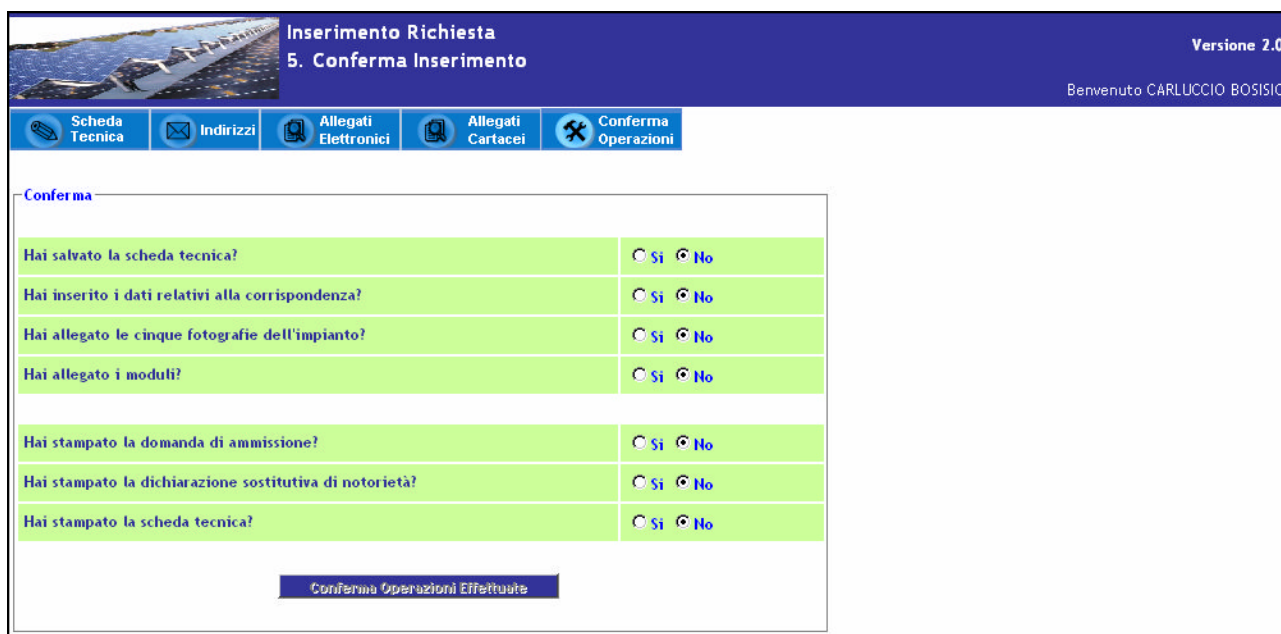 Inserimento Richiesta
5. Conferma Inserimento
Versione 2.0
Benvenuto CARLUCCIO BOSISIO
Scheda Tecnica
Indirizzi
Allegati Elettronici
Allegati Cartacei
Conferma Operazioni
Conferma
Hai salvato la scheda tecnica? Si No
Hai inserito i dati relativi alla corrispondenza? Si No
Hai allegato le cinque fotografie dell'impianto? Si No
Hai allegato i moduli? Si No
Hai stampato la domanda di ammissione? Si No
Hai stampato la dichiarazione sostitutiva di notorietà? Si No
Hai stampato la scheda tecnica? Si No
Conferma Operazioni Effettuate